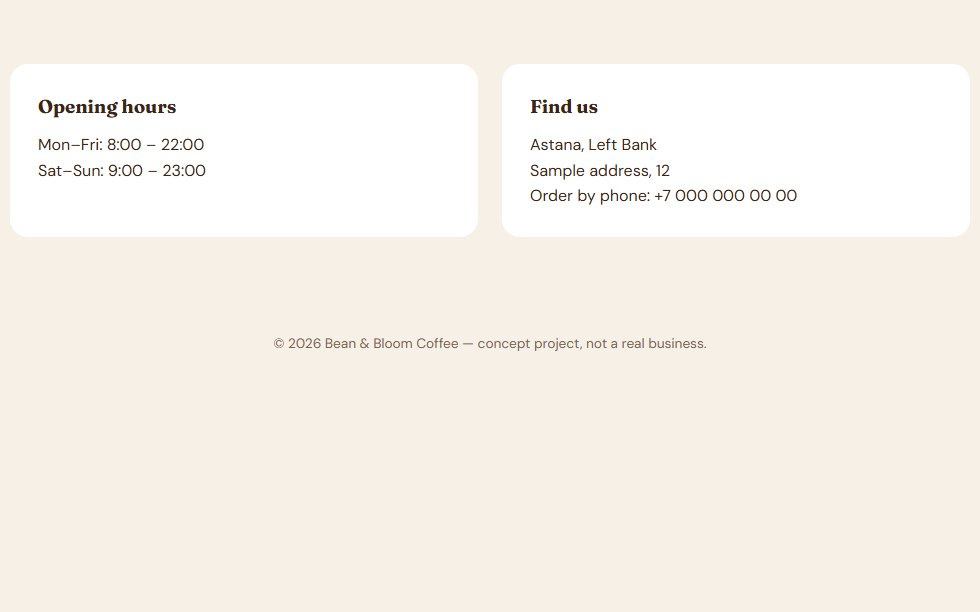 Opening hours
Mon–Fri: 8:00 – 22:00
Sat–Sun: 9:00 – 23:00
Find us
Astana, Left Bank
Sample address, 12
Order by phone: +7 000 000 00 00
© 2026 Bean & Bloom Coffee — concept project, not a real business.